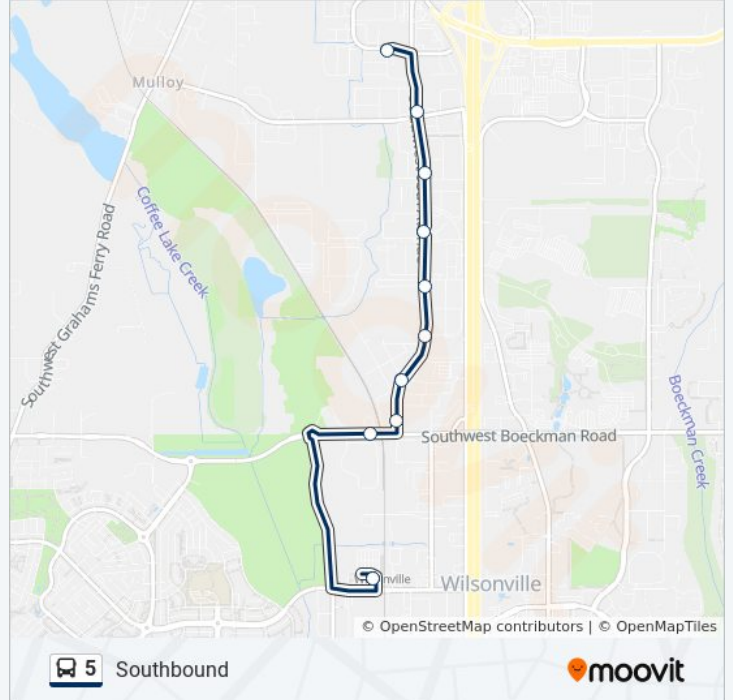 Mulloy
Coffee Lake Creek
Southwest Grahams Ferry Road
Southwest Boeckman Road
Boeckman Creek
Wilsonville
© OpenStreetMap contributors | © OpenMapTiles
5 Southbound
moovit